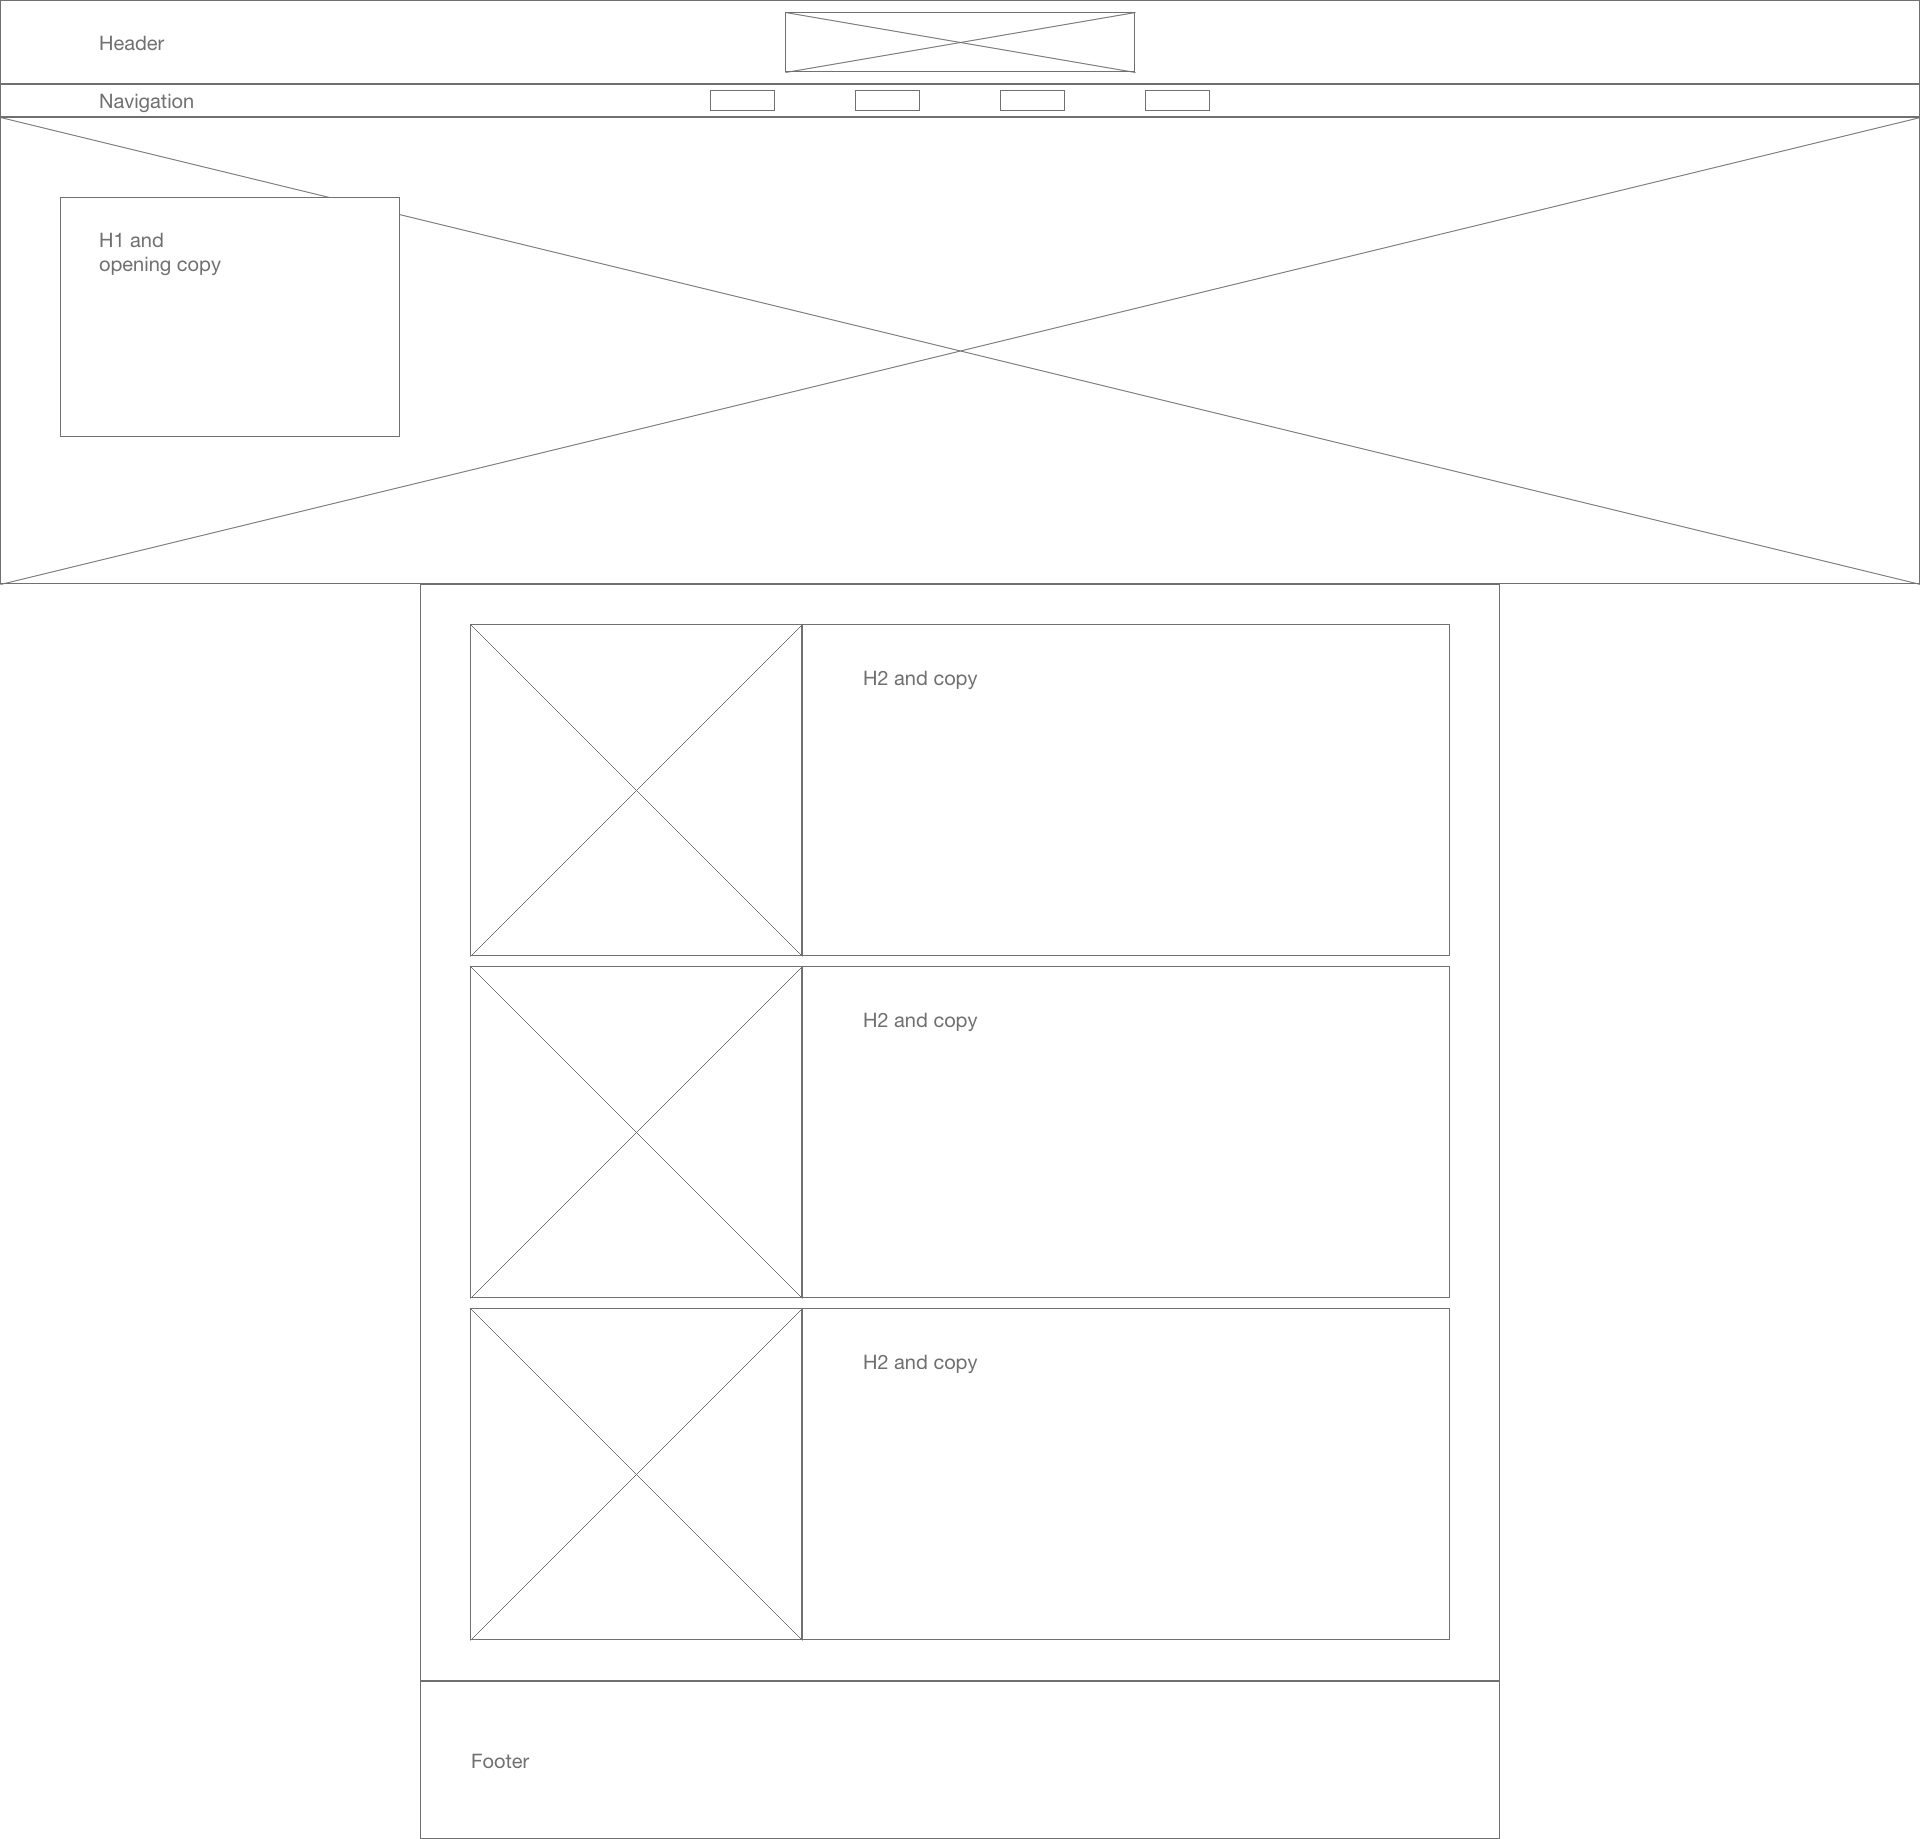 Header
Navigation
H1 and
opening copy
H2 and copy
H2 and copy
H2 and copy
Footer